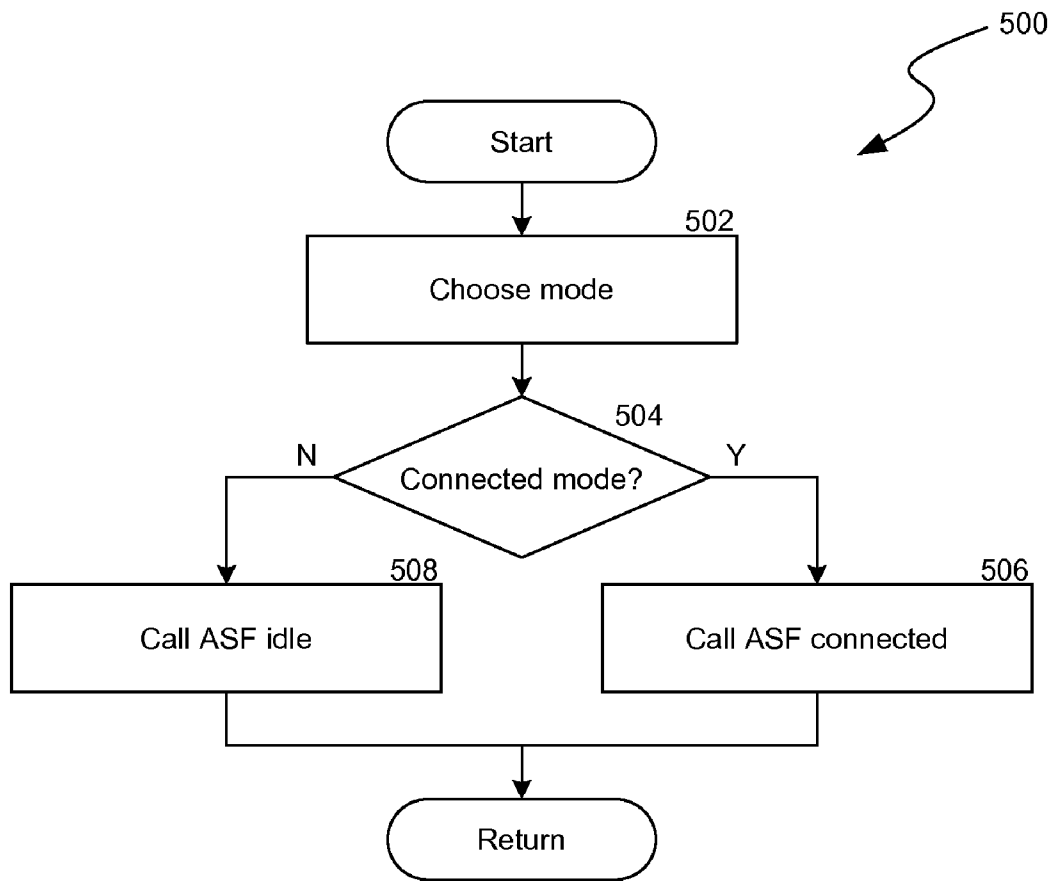 500
Start
502
Choose mode
504
N
Connected mode?
Y
508
Call ASF idle
506
Call ASF connected
Return